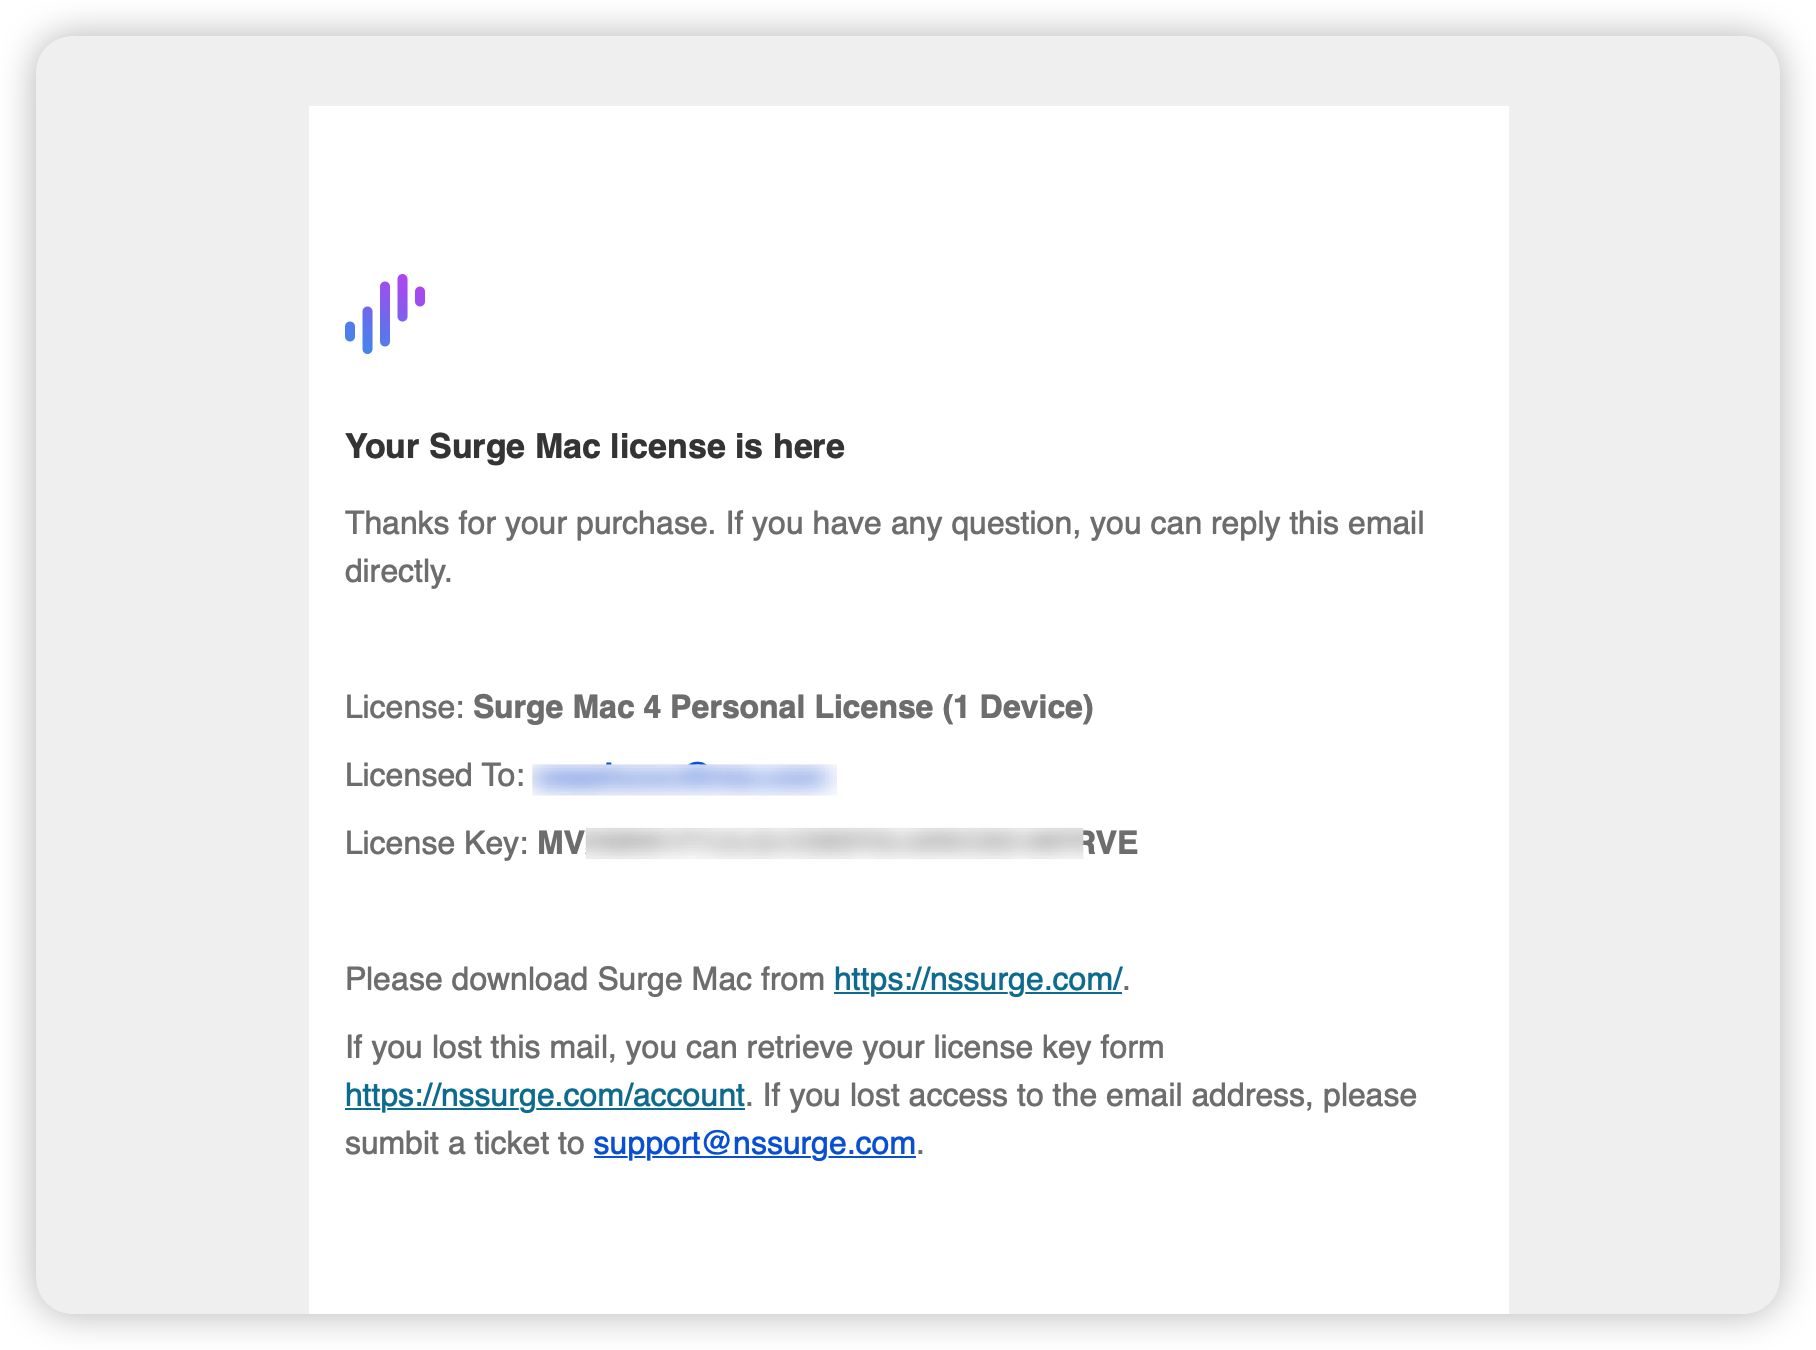 Your Surge Mac license is here
Thanks for your purchase. If you have any question, you can reply this email
directly.
License: Surge Mac 4 Personal License (1 Device)
Licensed To:
License Key: MV RVE
Please download Surge Mac from https://nssurge.com/.
If you lost this mail, you can retrieve your license key form
https://nssurge.com/account. If you lost access to the email address, please
sumbit a ticket to support@nssurge.com.